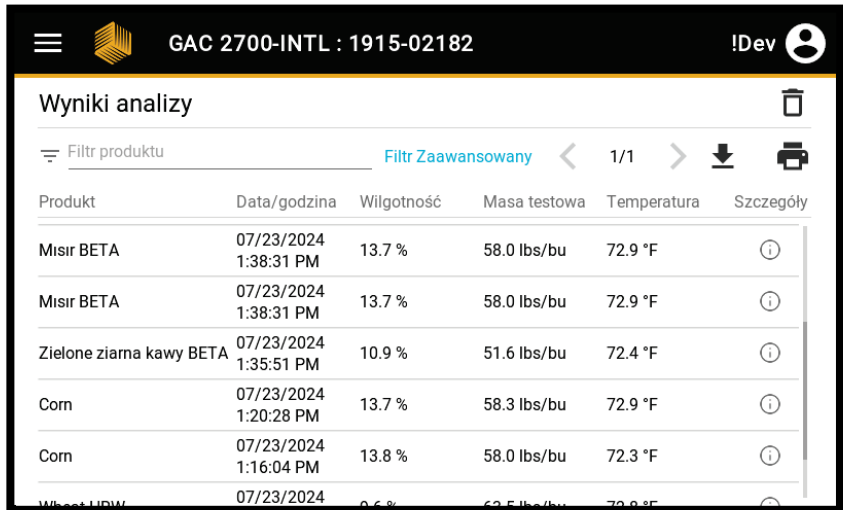 GAC 2700-INTL : 1915-02182 !Dev
Wyniki analizy
Filtr produktu Filtr Zaawansowany 1/1
Produkt Data/godzina Wilgotność Masa testowa Temperatura Szczegóły
Mısır BETA 07/23/2024 1:38:31 PM 13.7 % 58.0 lbs/bu 72.9 °F
Mısır BETA 07/23/2024 1:38:31 PM 13.7 % 58.0 lbs/bu 72.9 °F
Zielone ziarna kawy BETA 07/23/2024 1:35:51 PM 10.9 % 51.6 lbs/bu 72.4 °F
Corn 07/23/2024 1:20:28 PM 13.7 % 58.3 lbs/bu 72.9 °F
Corn 07/23/2024 1:16:04 PM 13.8 % 58.0 lbs/bu 72.3 °F
07/23/2024